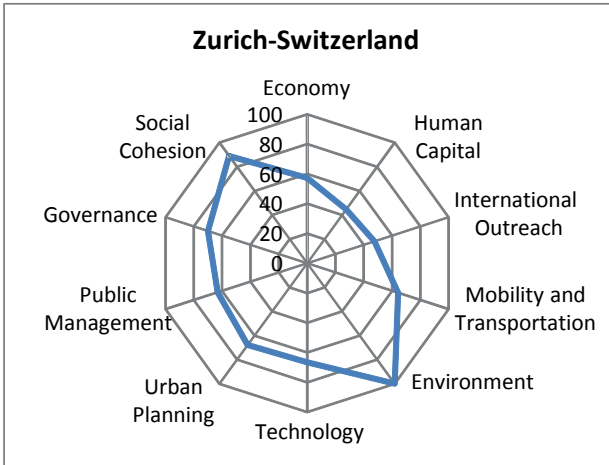 Zurich-Switzerland
Economy
Human
Capital
International
Outreach
Mobility and
Transportation
Environment
Technology
Urban
Planning
Public
Management
Governance
Social
Cohesion
100
80
60
40
20
0